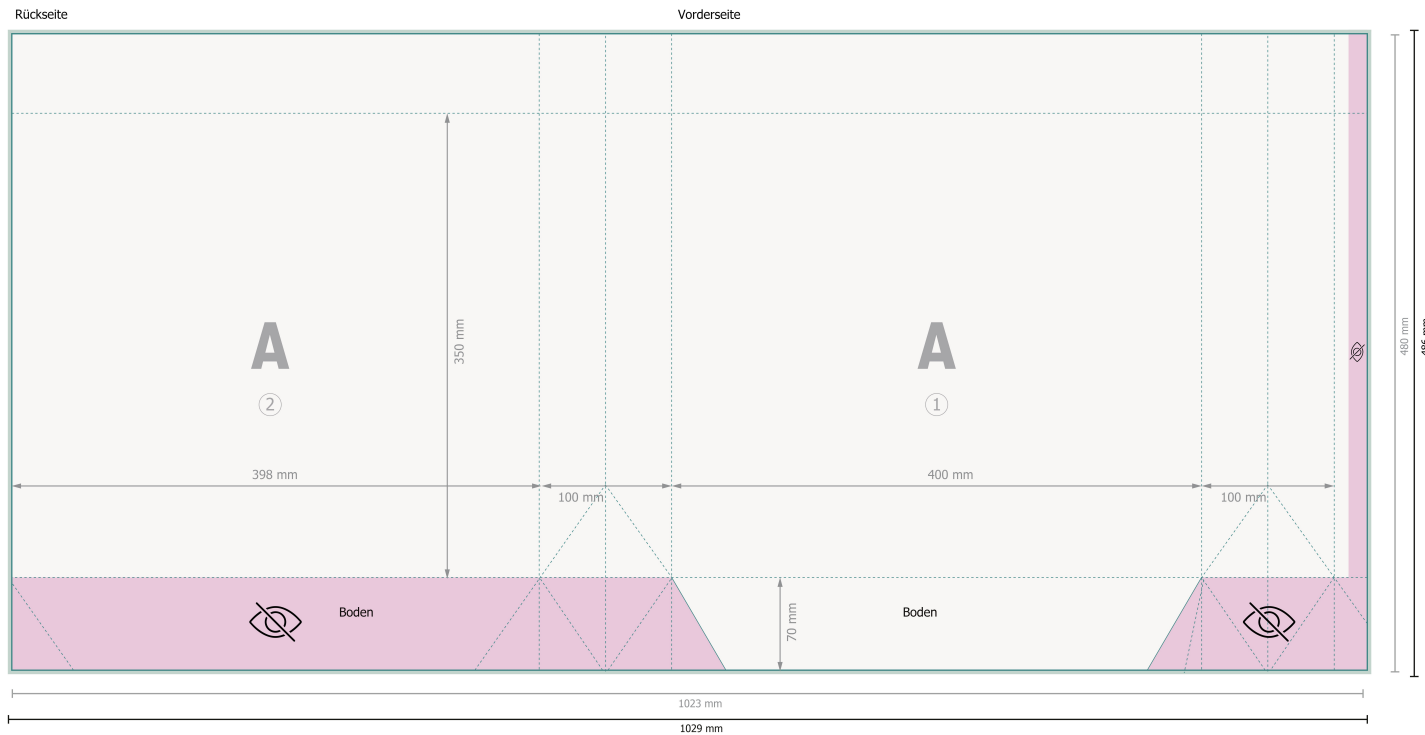 Rückseite
Vorderseite
350 mm
A
A
2
1
398 mm
400 mm
100 mm
100 mm
Boden
Boden
70 mm
480 mm
486 mm
1023 mm
1029 mm